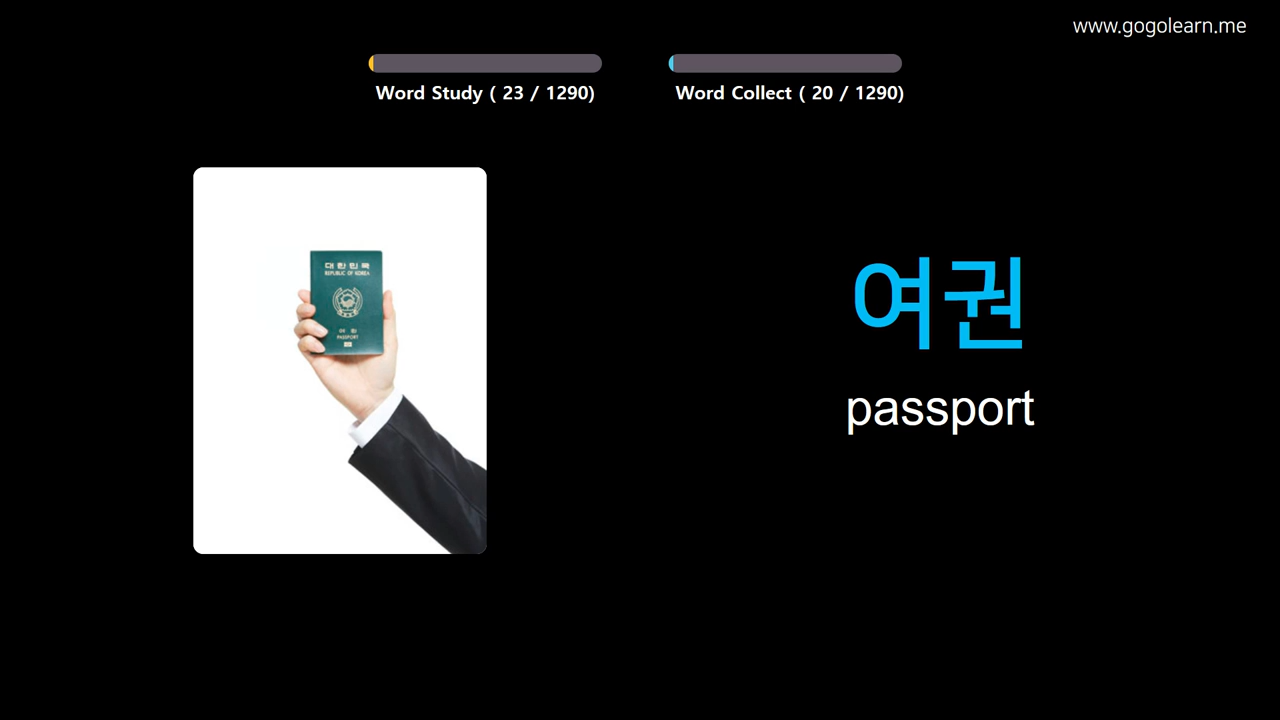 www.gogolearn.me
Word Study ( 23 / 1290)
Word Collect ( 20 / 1290)
대한민국
REPUBLIC OF KOREA
여 권
PASSPORT
여권
passport